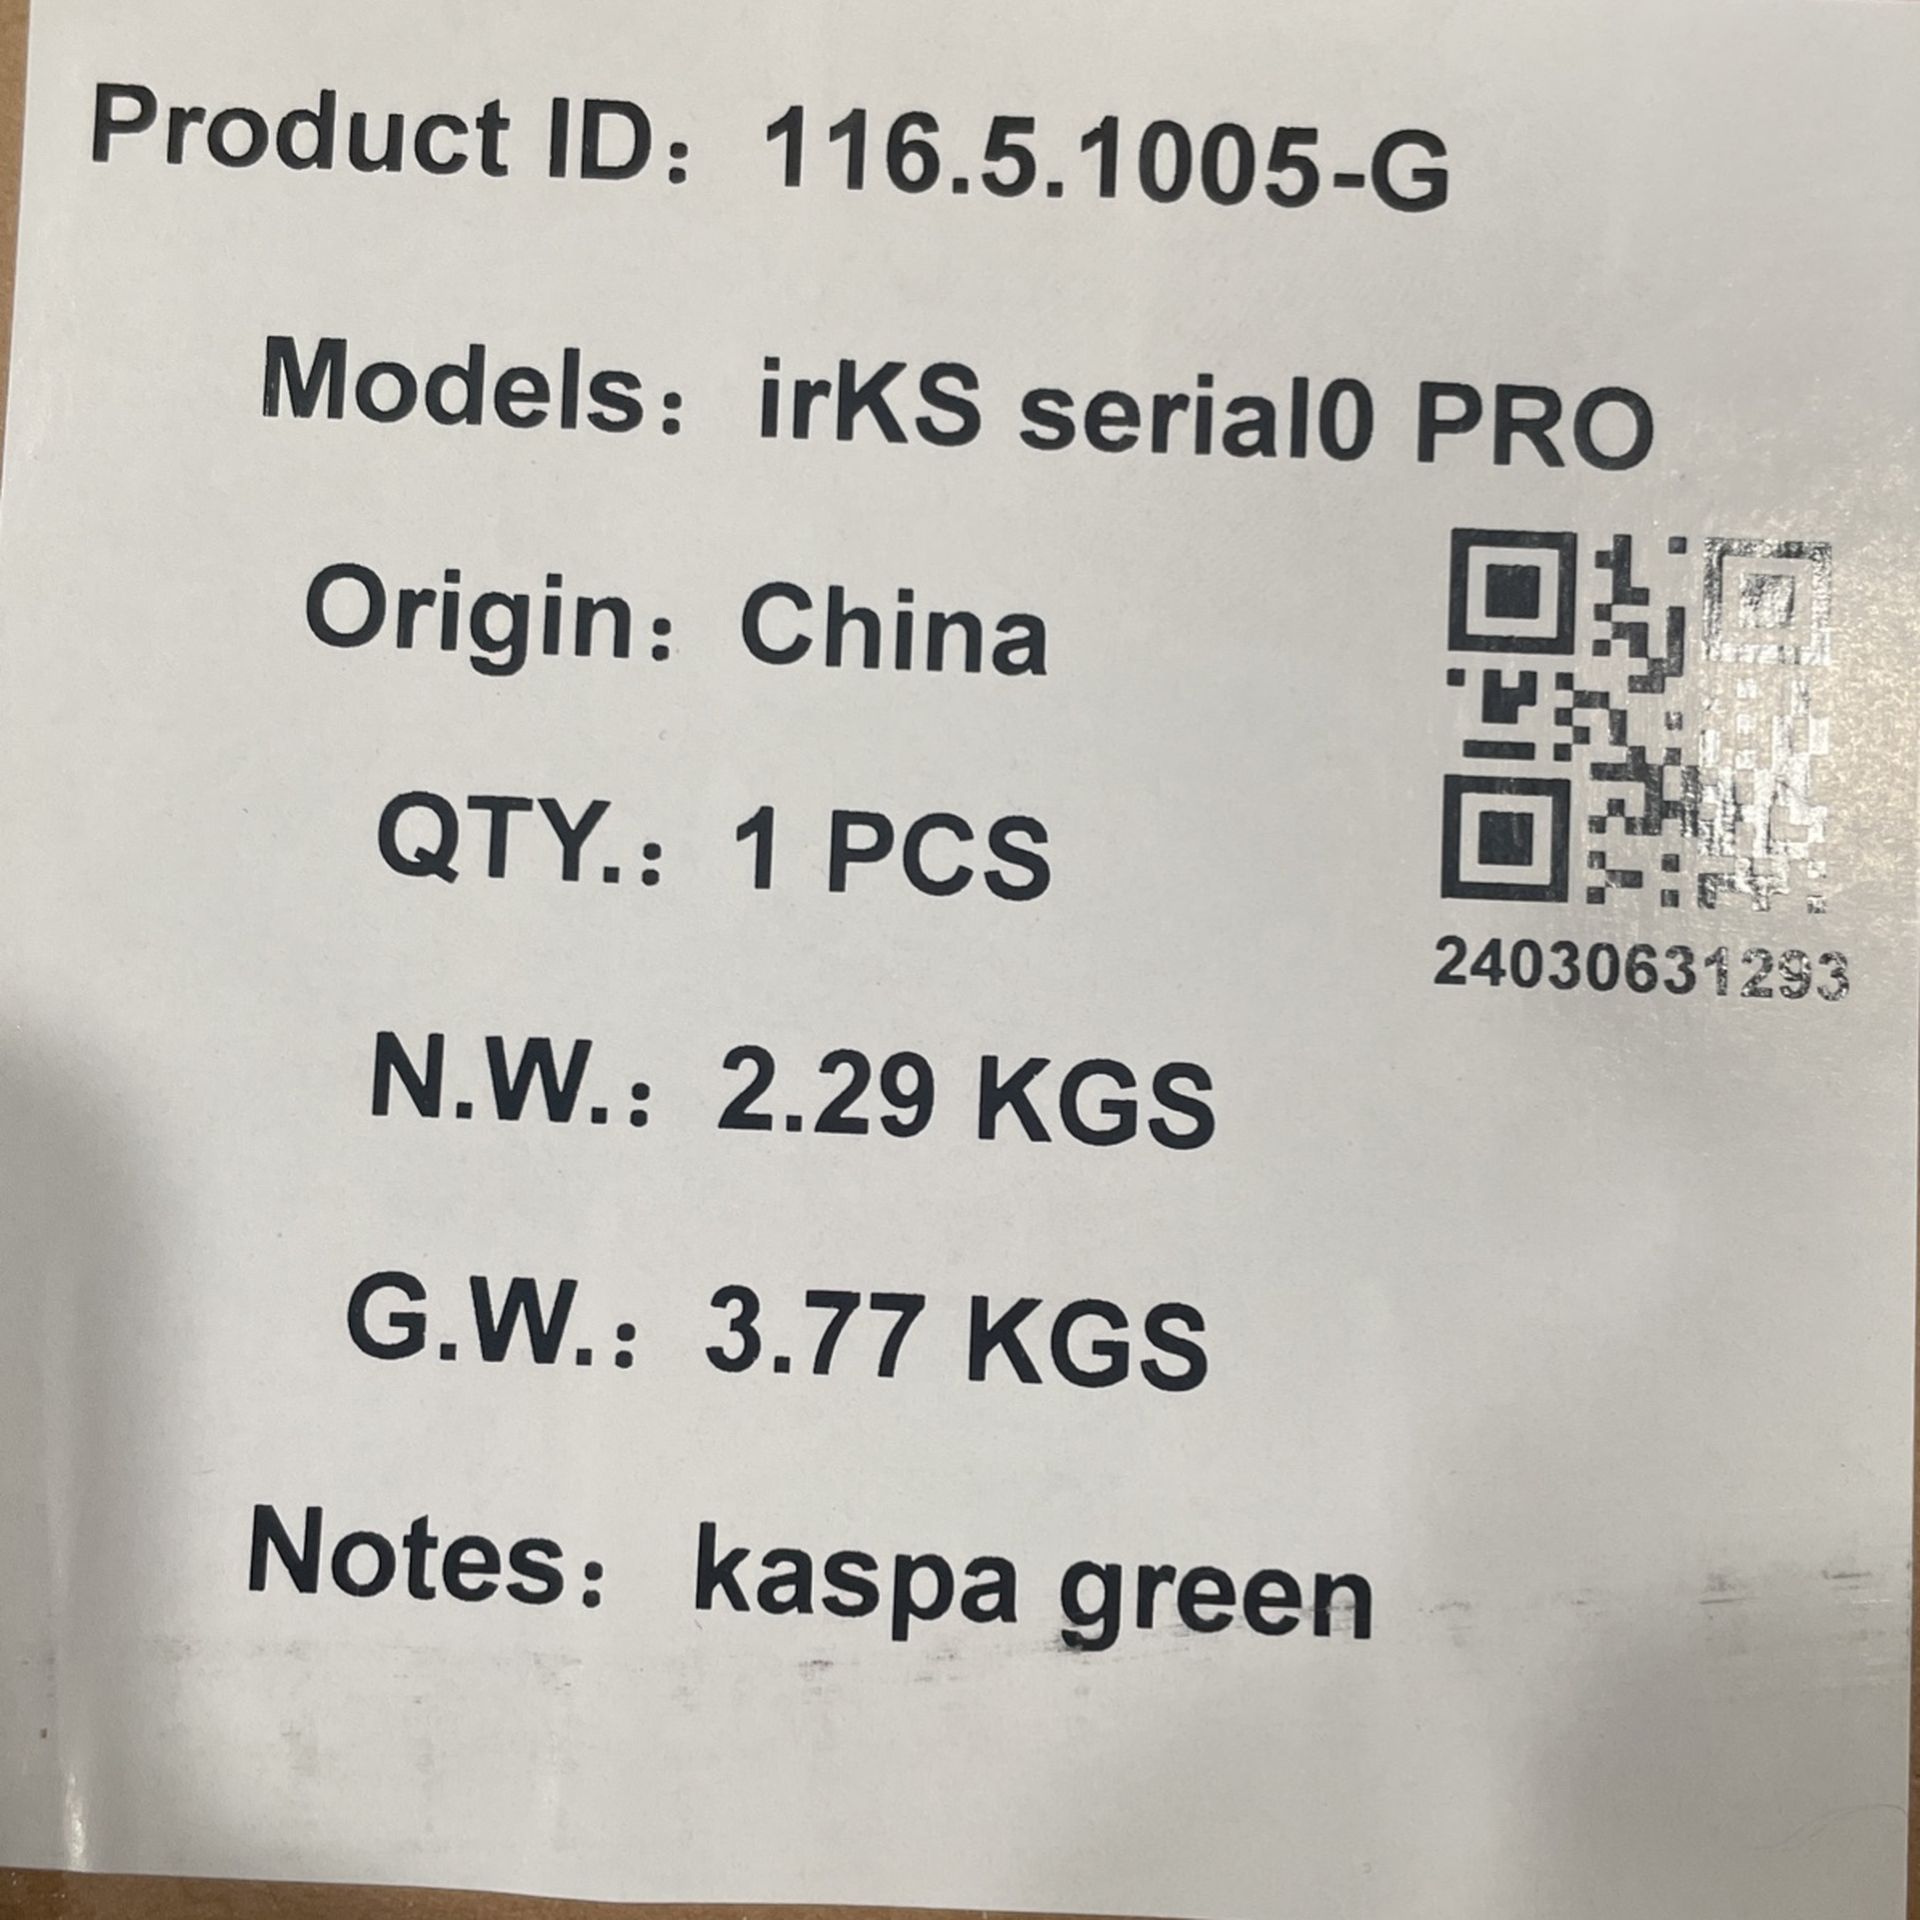 Product ID： 116.5.1005-G
Models： irKS serial0 PRO
Origin： China
QTY.： 1 PCS
24030631293
N.W.： 2.29 KGS
G.W.： 3.77 KGS
Notes： kaspa green